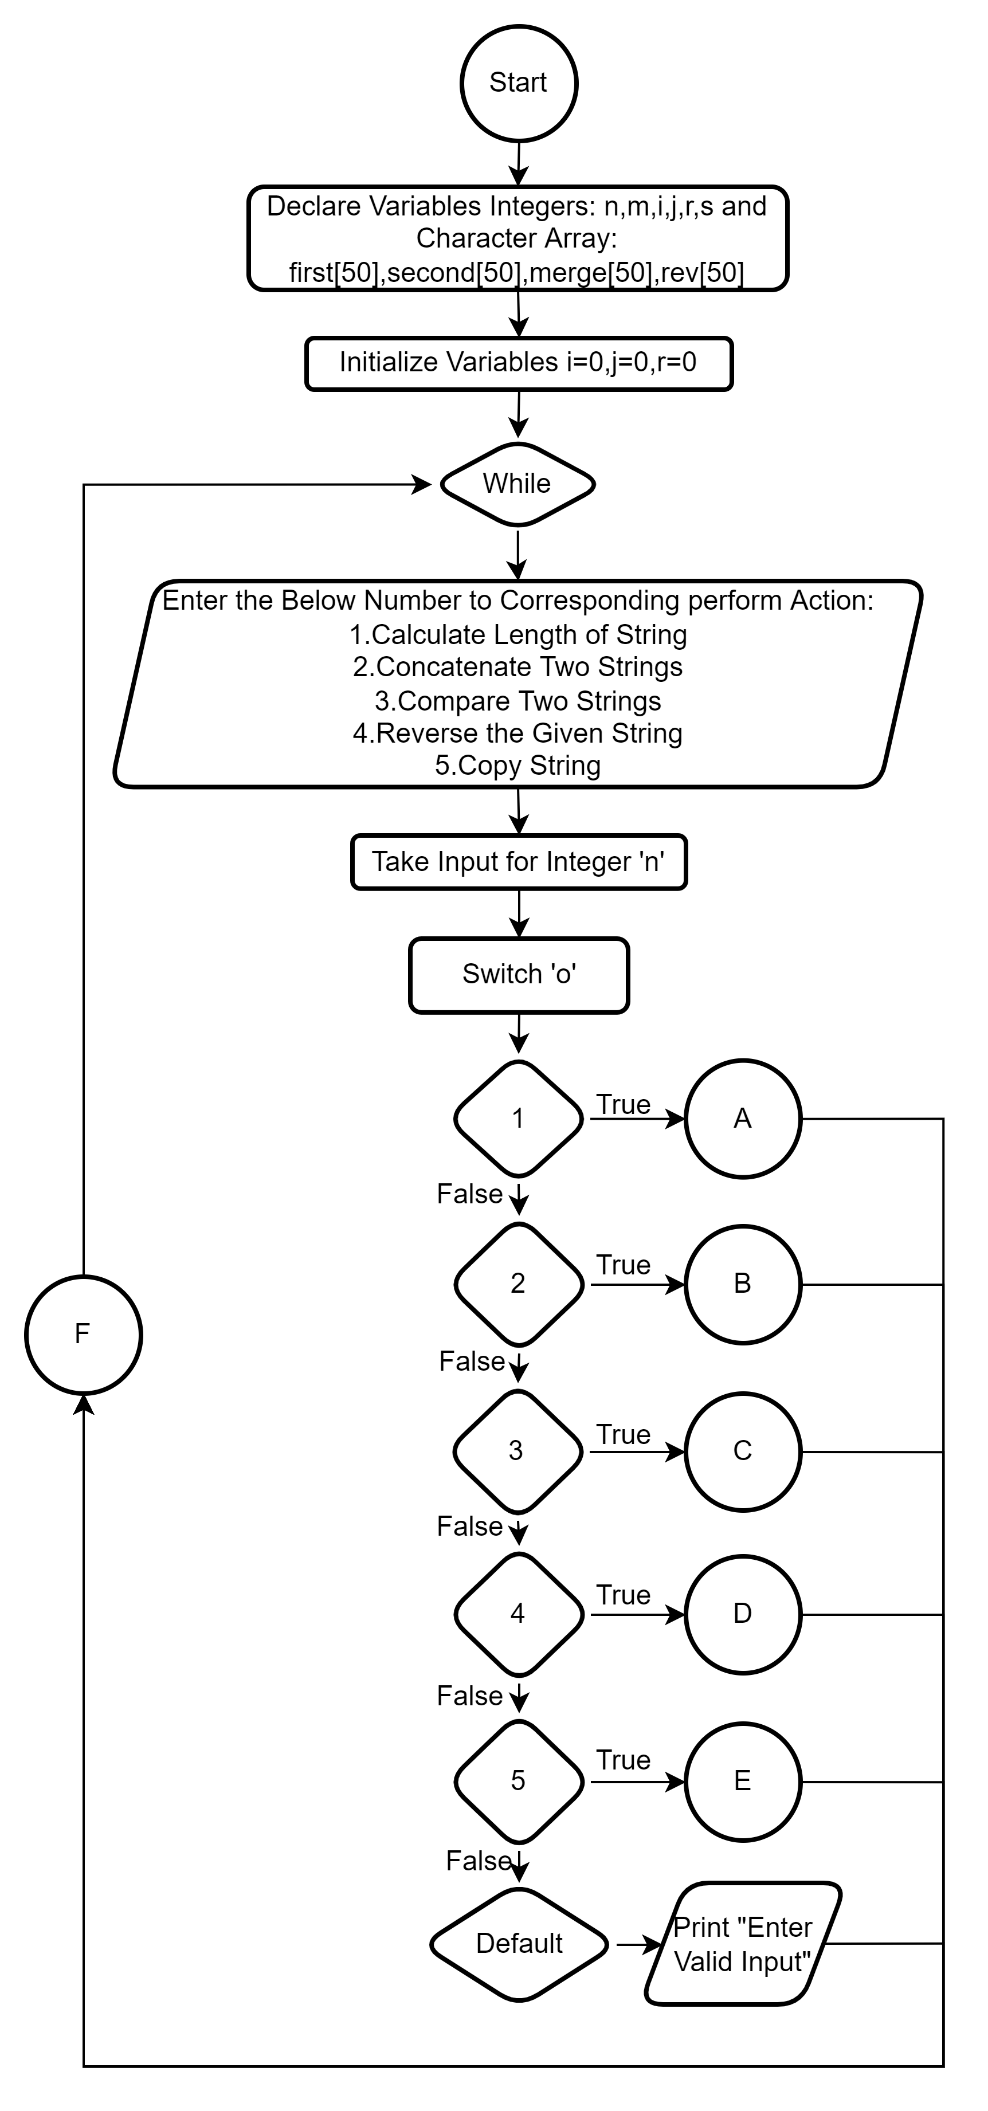 Start
Declare Variables Integers: n,m,i,j,r,s and
Character Array:
first[50],second[50],merge[50],rev[50]
Initialize Variables i=0,j=0,r=0
While
Enter the Below Number to Corresponding perform Action:
1.Calculate Length of String
2.Concatenate Two Strings
3.Compare Two Strings
4.Reverse the Given String
5.Copy String
Take Input for Integer 'n'
Switch 'o'
1
True
A
False
2
True
B
False
F
3
True
C
False
4
True
D
False
5
True
E
False
Default
Print "Enter
Valid Input"